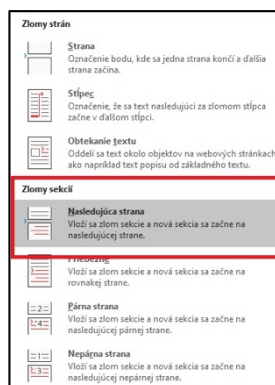 Zlomy strán
Strana
Označenie bodu, kde sa jedna strana končí a ďalšia
strana začína.
Stĺpec
Označenie, že sa text nasledujúci za zlomom stĺpca
začne v ďalšom stĺpci.
Obtekanie textu
Oddelí sa text okolo objektov na webových stránkach
ako napríklad text popisu od základného textu.
Zlomy sekcií
Nasledujúca strana
Vloží sa zlom sekcie a nová sekcia sa začne na
nasledujúcej strane.
Priebežne
Vloží sa zlom sekcie a nová sekcia sa začne na
rovnakej strane.
Párna strana
Vloží sa zlom sekcie a nová sekcia sa začne na
nasledujúcej párnej strane.
Nepárna strana
Vloží sa zlom sekcie a nová sekcia sa začne na
nasledujúcej nepárnej strane.